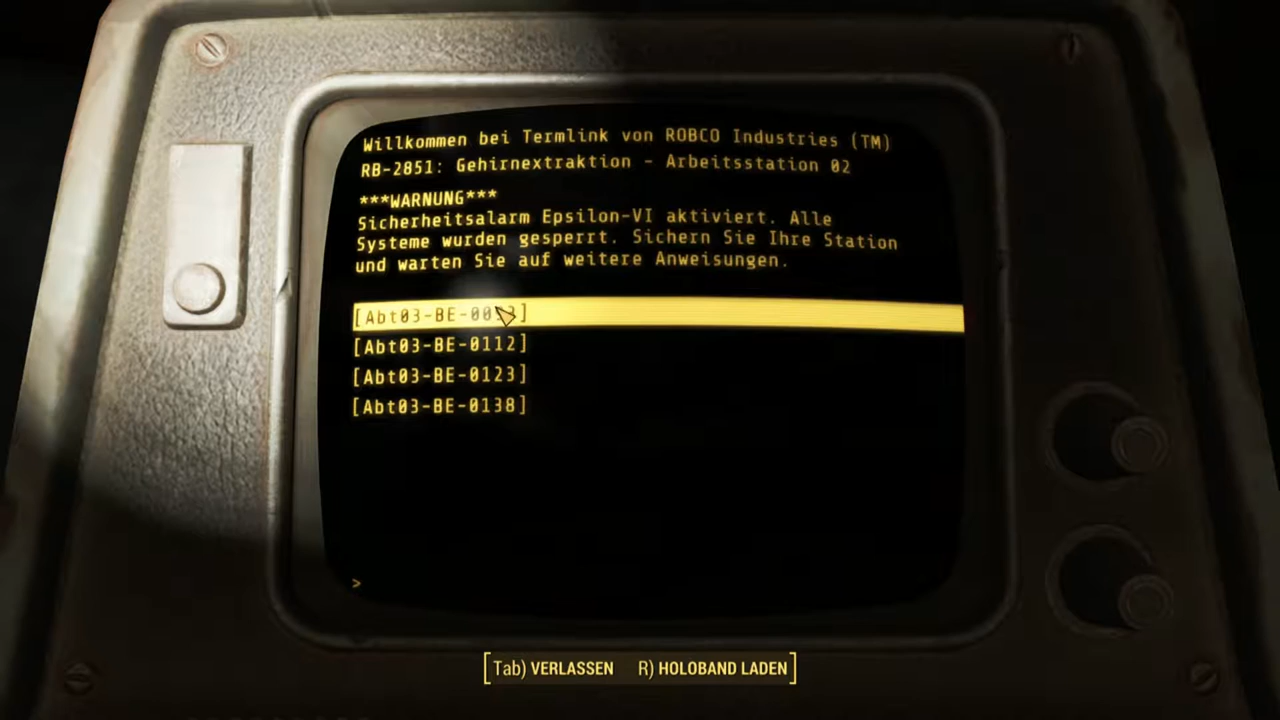 Willkommen bei Termlink von ROBCO Industries (TM)
RB-2851: Gehirnextraktion - Arbeitsstation 02
***WARNUNG***
Sicherheitsalarm Epsilon-VI aktiviert. Alle
Systeme wurden gesperrt. Sichern Sie Ihre Station
und warten Sie auf weitere Anweisungen.
[Abt03-BE-0112]
[Abt03-BE-0123]
[Abt03-BE-0138]
>
[Tab) VERLASSEN R) HOLOBAND LADEN]